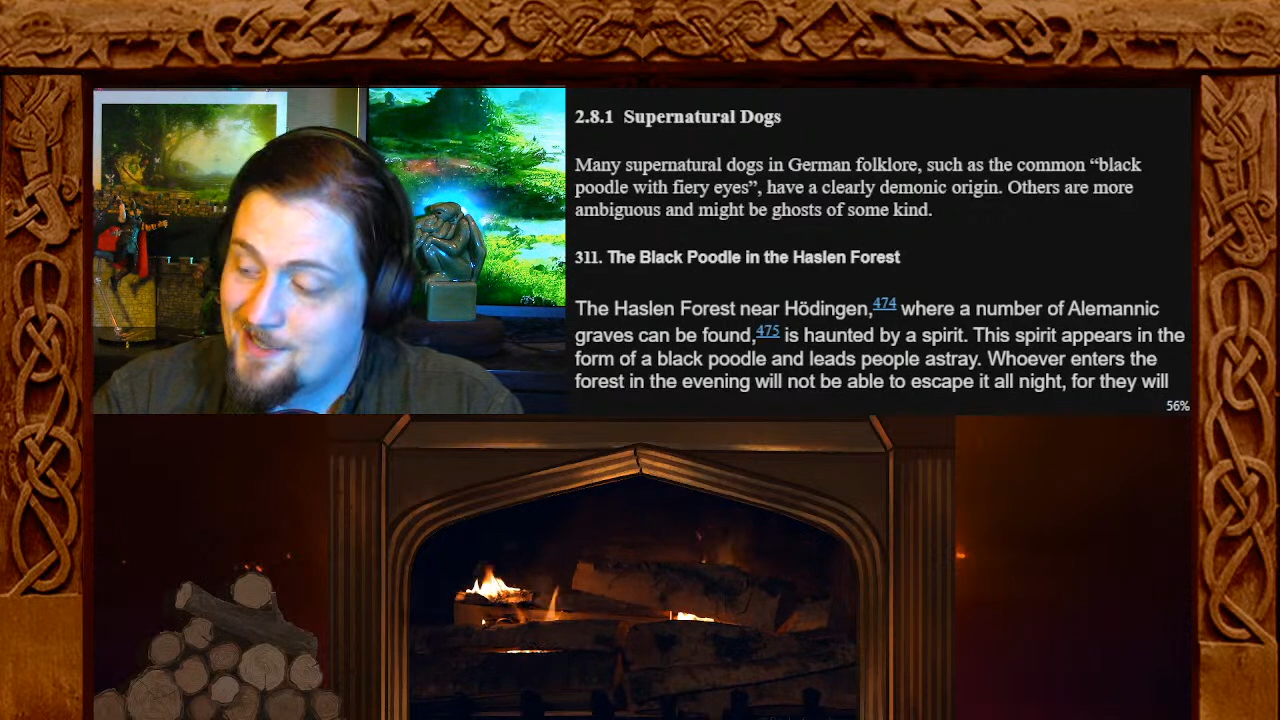 2.8.1 Supernatural Dogs
Many supernatural dogs in German folklore, such as the common “black
poodle with fiery eyes”, have a clearly demonic origin. Others are more
ambiguous and might be ghosts of some kind.
311. The Black Poodle in the Haslen Forest
The Haslen Forest near Hödingen,474 where a number of Alemannic
graves can be found,475 is haunted by a spirit. This spirit appears in the
form of a black poodle and leads people astray. Whoever enters the
forest in the evening will not be able to escape it all night, for they will
56%